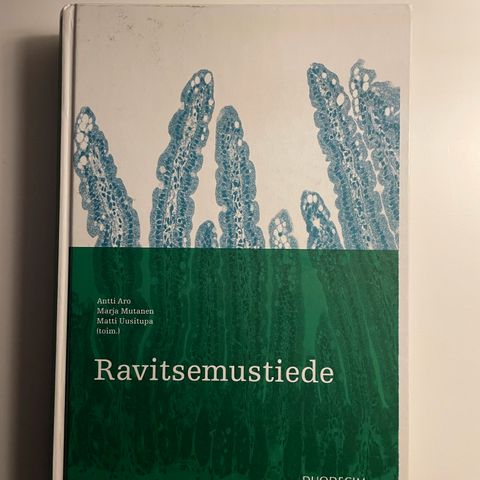 Antti Aro
Marja Mutanen
Matti Uusitupa
(toim.)
Ravitsemustiede
DUODECIM